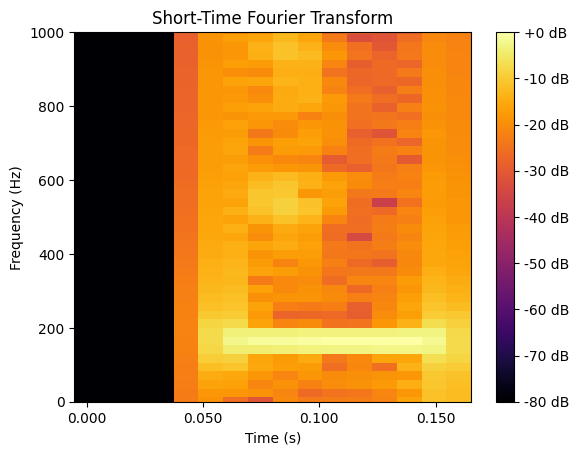 Short-Time Fourier Transform
Frequency (Hz)
1000
800
600
400
200
0
0.000
0.050
0.100
0.150
Time (s)
+0 dB
-10 dB
-20 dB
-30 dB
-40 dB
-50 dB
-60 dB
-70 dB
-80 dB